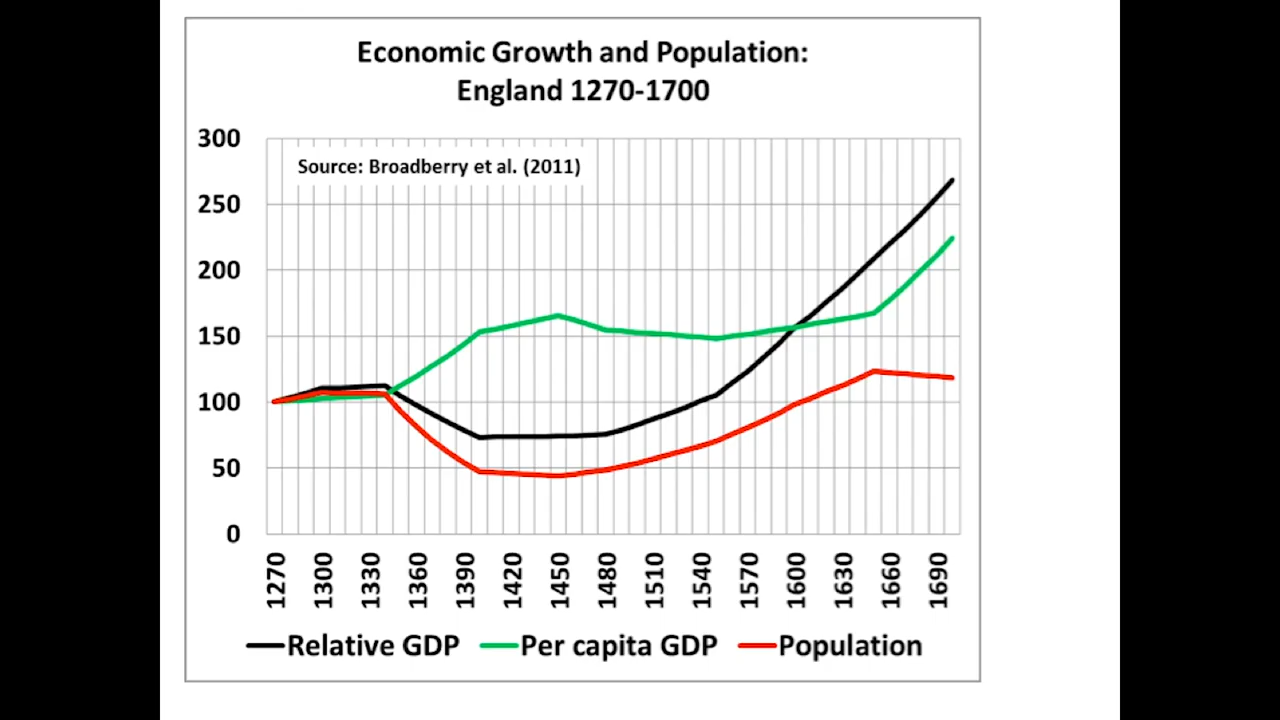 Economic Growth and Population:
England 1270-1700
300
Source: Broadberry et al. (2011)
250
200
150
100
50
0
1270 1300 1330 1360 1390 1420 1450 1480 1510 1540 1570 1600 1630 1660 1690
Relative GDP Per capita GDP Population